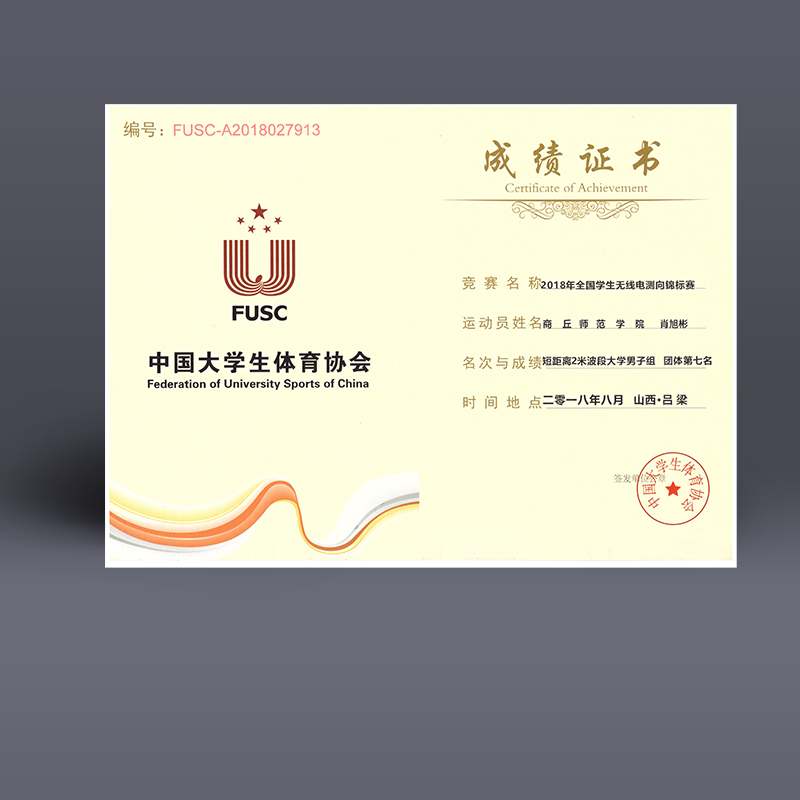 编号：FUSC-A2018027913
FUSC
中国大学生体育协会
Federation of University Sports of China
成绩证书
Certificate of Achievement
竞赛名称 2018年全国学生无线电测向锦标赛
运动员姓名 商丘师范学院 肖旭彬
名次与成绩 短距离2米波段大学男子组 团体第七名
时间地点 二零一八年八月 山西·吕梁
签发单位盖章
中国大学生体育协会